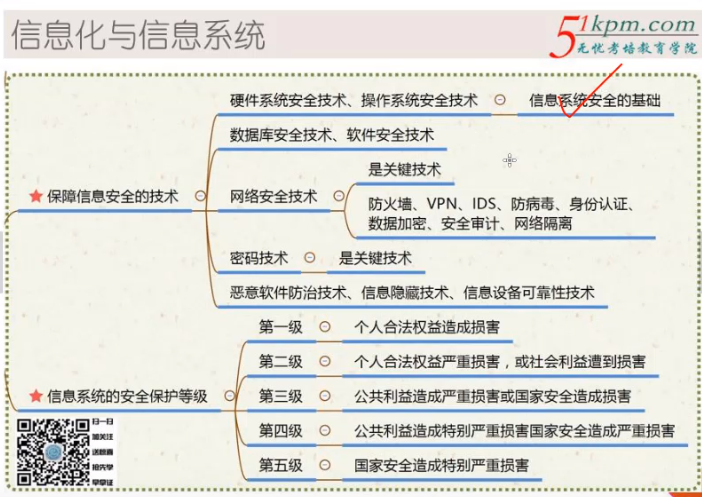 信息化与信息系统
51kpm.com
无忧考培教育学院
硬件系统安全技术、操作系统安全技术
信息系统安全的基础
数据库安全技术、软件安全技术
是关键技术
保障信息安全的技术
网络安全技术
防火墙、VPN、IDS、防病毒、身份认证、
数据加密、安全审计、网络隔离
密码技术
是关键技术
恶意软件防治技术、信息隐藏技术、信息设备可靠性技术
第一级
个人合法权益造成损害
第二级
个人合法权益严重损害，或社会利益遭到损害
信息系统的安全保护等级
第三级
公共利益造成严重损害或国家安全造成损害
第四级
公共利益造成特别严重损害国家安全造成严重损害
第五级
国家安全造成特别严重损害
扫一扫
加关注
送题库
抢先学
早拿证